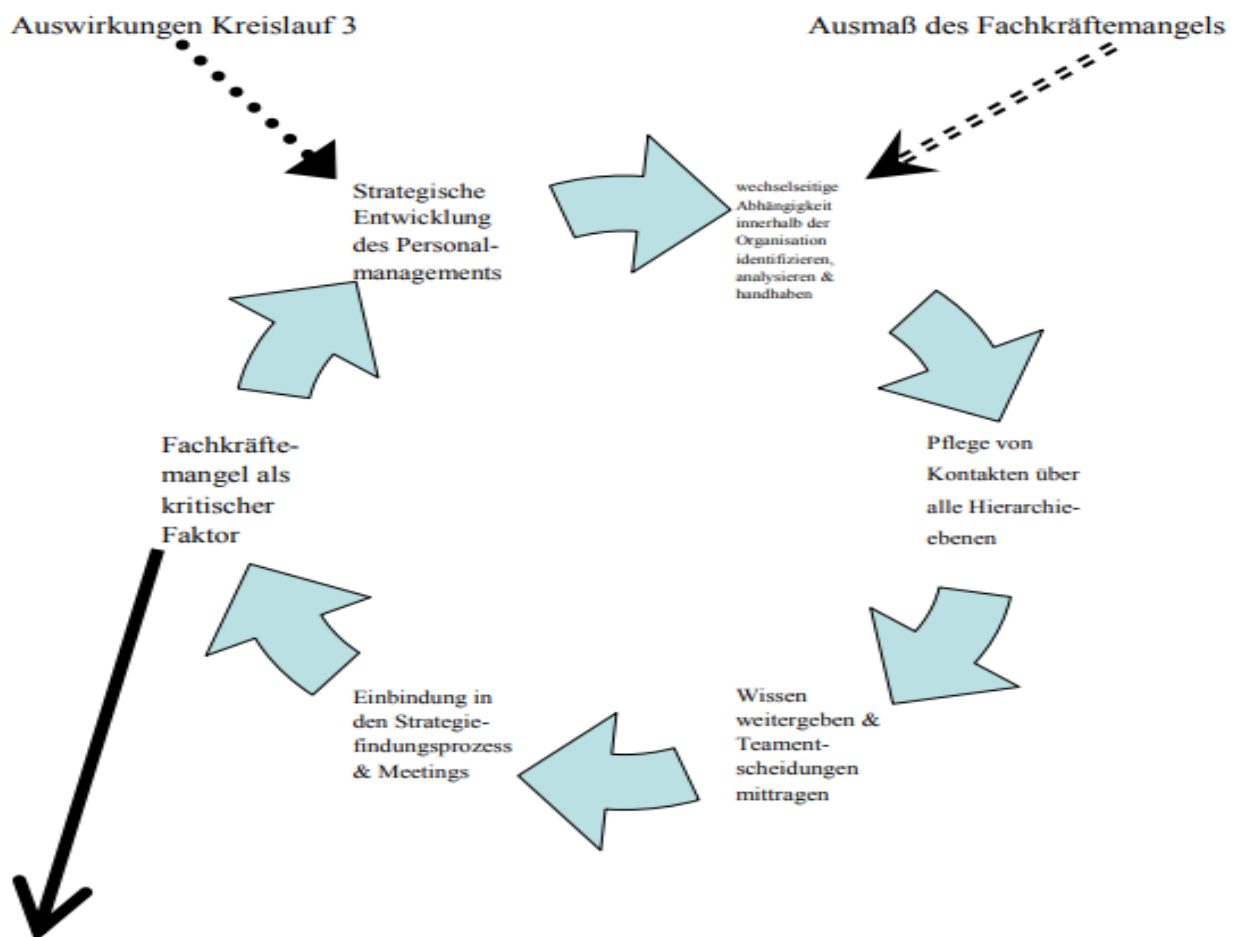 Auswirkungen Kreislauf 3
Ausmaß des Fachkräftemangels
Strategische
Entwicklung
des Personal-
managements
wechselseitige
Abhängigkeit
innerhalb der
Organisation
identifizieren,
analysieren &
handhaben
Pflege von
Kontakten über
alle Hierarchie-
ebenen
Wissen
weitergeben &
Teament-
scheidungen
mittragen
Einbindung in
den Strategie-
findungsprozess
& Meetings
Fachkräfte-
mangel als
kritischer
Faktor